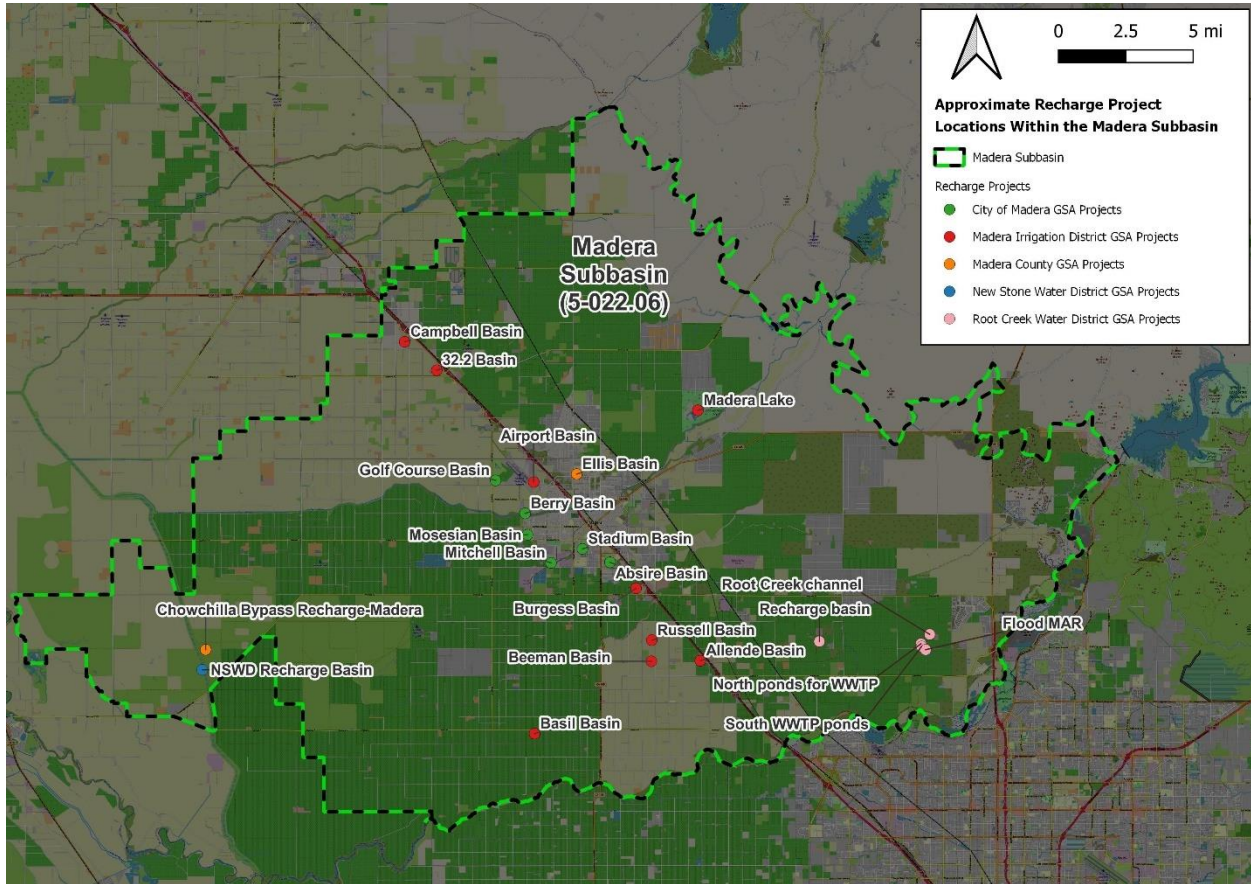 0 2.5 5 mi
Approximate Recharge Project
Locations Within the Madera Subbasin
Madera Subbasin
Recharge Projects
City of Madera GSA Projects
Madera Irrigation District GSA Projects
Madera County GSA Projects
New Stone Water District GSA Projects
Root Creek Water District GSA Projects
Madera
Subbasin
(5-022.06)
Campbell Basin
32.2 Basin
Madera Lake
Airport Basin
Golf Course Basin
Ellis Basin
Berry Basin
Mosesian Basin
Stadium Basin
Mitchell Basin
Absire Basin
Root Creek channel
Chowchilla Bypass Recharge-Madera
Burgess Basin
Recharge basin
Flood MAR
Russell Basin
Beeman Basin
Allende Basin
NSWD Recharge Basin
North ponds for WWTP
Basil Basin
South WWTP ponds